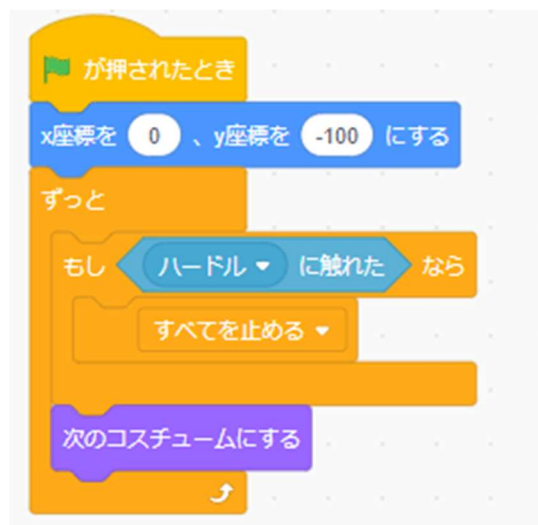 が押されたとき
x座標を 0 、y座標を -100 にする
ずっと
もし ハードル に触れた なら
すべてを止める
次のコスチュームにする